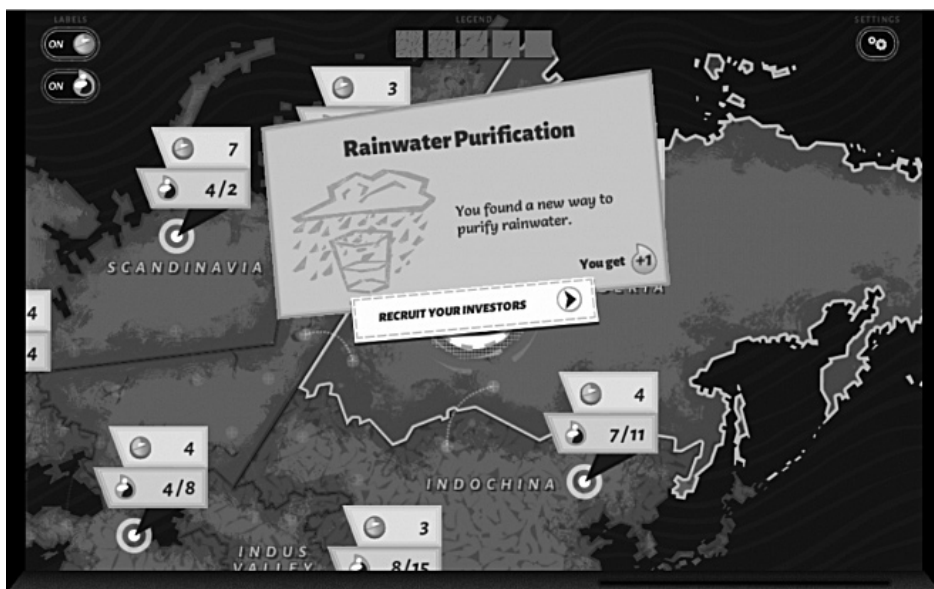 LABELS
LEGEND
SETTINGS
ON
ON
3
7
4/2
SCANDINAVIA
Rainwater Purification
You found a new way to
purify rainwater.
You get +1
RECRUIT YOUR INVESTORS
4
4
4
7/11
INDOCHINA
4
4/8
INDUS
VALLEY
3
8/15